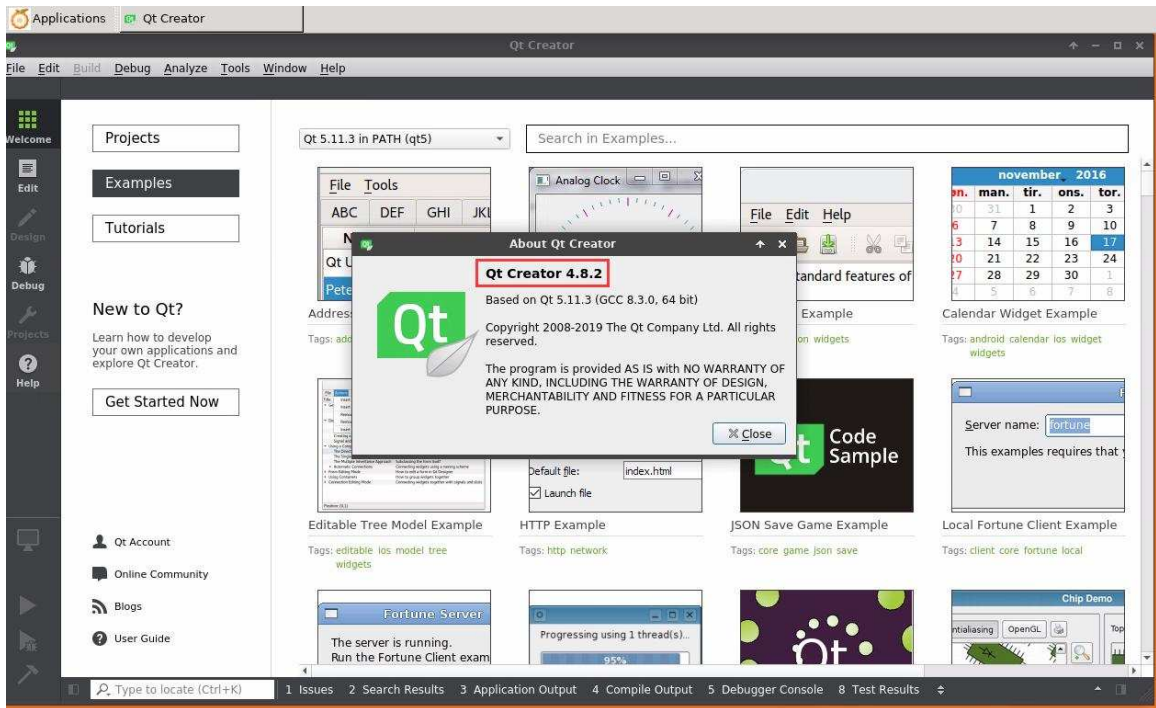 Applications
Qt Creator
Qt Creator
File Edit Build Debug Analyze Tools Window Help
Welcome
Edit
Design
Debug
Projects
Help
Projects
Examples
Tutorials
New to Qt?
Learn how to develop
your own applications and
explore Qt Creator.
Get Started Now
Qt Account
Online Community
Blogs
User Guide
Qt 5.11.3 in PATH (qt5)
Search in Examples...
File Tools
ABC DEF GHI JKL
Analog Clock
File Edit Help
november 2016
man. tir. ons. tor.
31 1 2 3
6 7 8 9 10
14 15 16 17
21 22 23 24
28 29 30 1
4 5 6 7 8
tandard features of
Example
Calendar Widget Example
Tags: android calendar ios widget
widgets
About Qt Creator
Qt Creator 4.8.2
Qt
Based on Qt 5.11.3 (GCC 8.3.0, 64 bit)
Copyright 2008-2019 The Qt Company Ltd. All rights
reserved.
The program is provided AS IS with NO WARRANTY OF
ANY KIND, INCLUDING THE WARRANTY OF DESIGN,
MERCHANTABILITY AND FITNESS FOR A PARTICULAR
PURPOSE.
Close
Default file: index.html
Launch file
Code
Sample
Server name: fortune
This examples requires that
Editable Tree Model Example
Tags: editable ios model tree
widgets
HTTP Example
Tags: http network
JSON Save Game Example
Tags: core game json save
Local Fortune Client Example
Tags: client core fortune local
Fortune Server
The server is running.
Run the Fortune Client exam
Progressing using 1 thread(s)...
95%
Qt
Chip Demo
OpenGL
Type to locate (Ctrl+K)
1 Issues 2 Search Results 3 Application Output 4 Compile Output 5 Debugger Console 8 Test Results